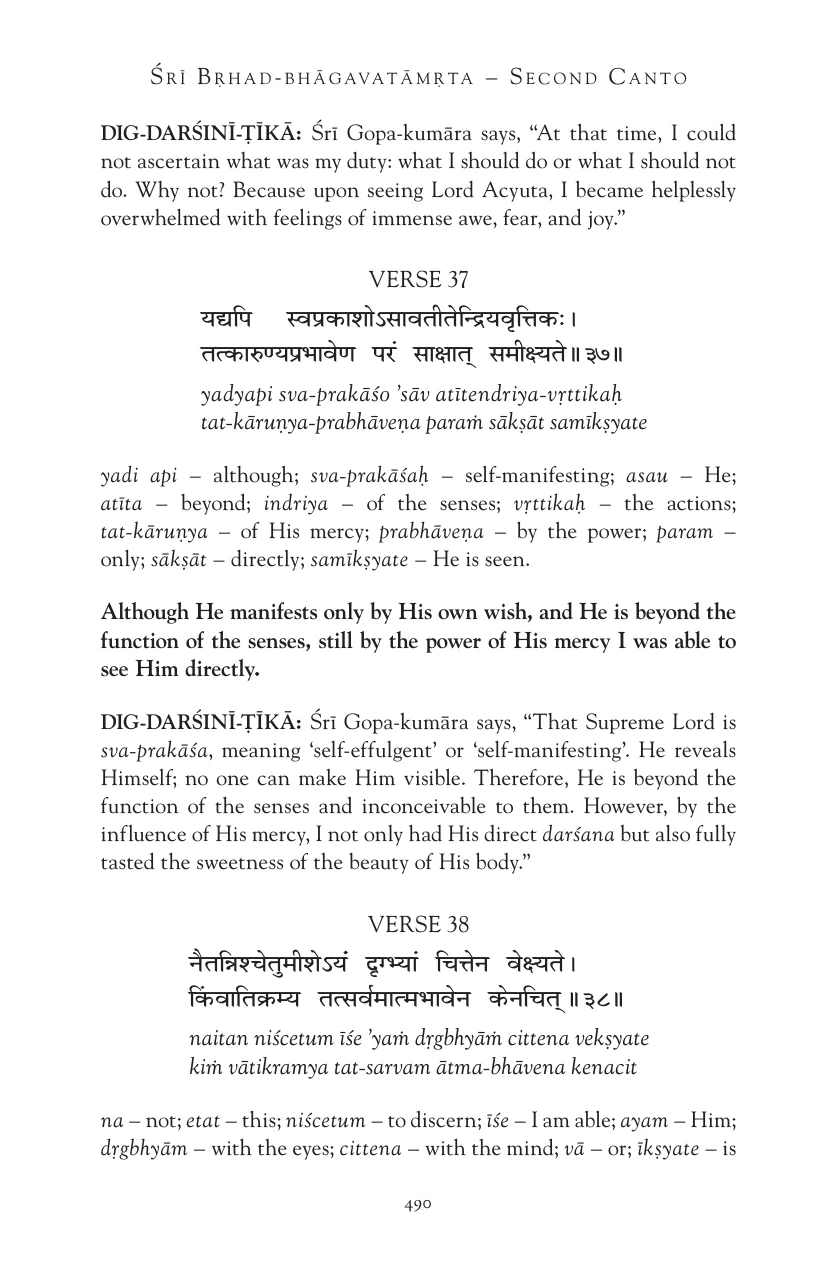 ŚRĪ BṚHAD-BHĀGAVATĀMṚTA – SECOND CANTO
DIG-DARŚINĪ-ṬĪKĀ: Śrī Gopa-kumāra says, “At that time, I could
not ascertain what was my duty: what I should do or what I should not
do. Why not? Because upon seeing Lord Acyuta, I became helplessly
overwhelmed with feelings of immense awe, fear, and joy.”
VERSE 37
यद्यपि स्वप्रकाशोऽसावतीतेन्द्रियवृत्तिकः।
तत्कारुण्यप्रभावेण परं साक्षात् समीक्ष्यते॥३७॥
yadyapi sva-prakāśo ’sāv atītendriya-vṛttikaḥ
tat-kāruṇya-prabhāveṇa paraṁ sākṣāt samīkṣyate
yadi api – although; sva-prakāśaḥ – self-manifesting; asau – He;
atīta – beyond; indriya – of the senses; vṛttikaḥ – the actions;
tat-kāruṇya – of His mercy; prabhāveṇa – by the power; param –
only; sākṣāt – directly; samīkṣyate – He is seen.
Although He manifests only by His own wish, and He is beyond the
function of the senses, still by the power of His mercy I was able to
see Him directly.
DIG-DARŚINĪ-ṬĪKĀ: Śrī Gopa-kumāra says, “That Supreme Lord is
sva-prakāśa, meaning ‘self-effulgent’ or ‘self-manifesting’. He reveals
Himself; no one can make Him visible. Therefore, He is beyond the
function of the senses and inconceivable to them. However, by the
influence of His mercy, I not only had His direct darśana but also fully
tasted the sweetness of the beauty of His body.”
VERSE 38
नैतन्निश्चेतुमीशेऽयं दृग्भ्यां चित्तेन वेक्ष्यते।
किंवातिक्रम्य तत्सर्वमात्मभावेन केनचित्॥३८॥
naitan niścetum īśe ’yaṁ dṛgbhyāṁ cittena vekṣyate
kiṁ vātikramya tat-sarvam ātma-bhāvena kenacit
na – not; etat – this; niścetum – to discern; īśe – I am able; ayam – Him;
dṛgbhyām – with the eyes; cittena – with the mind; vā – or; īkṣyate – is
490